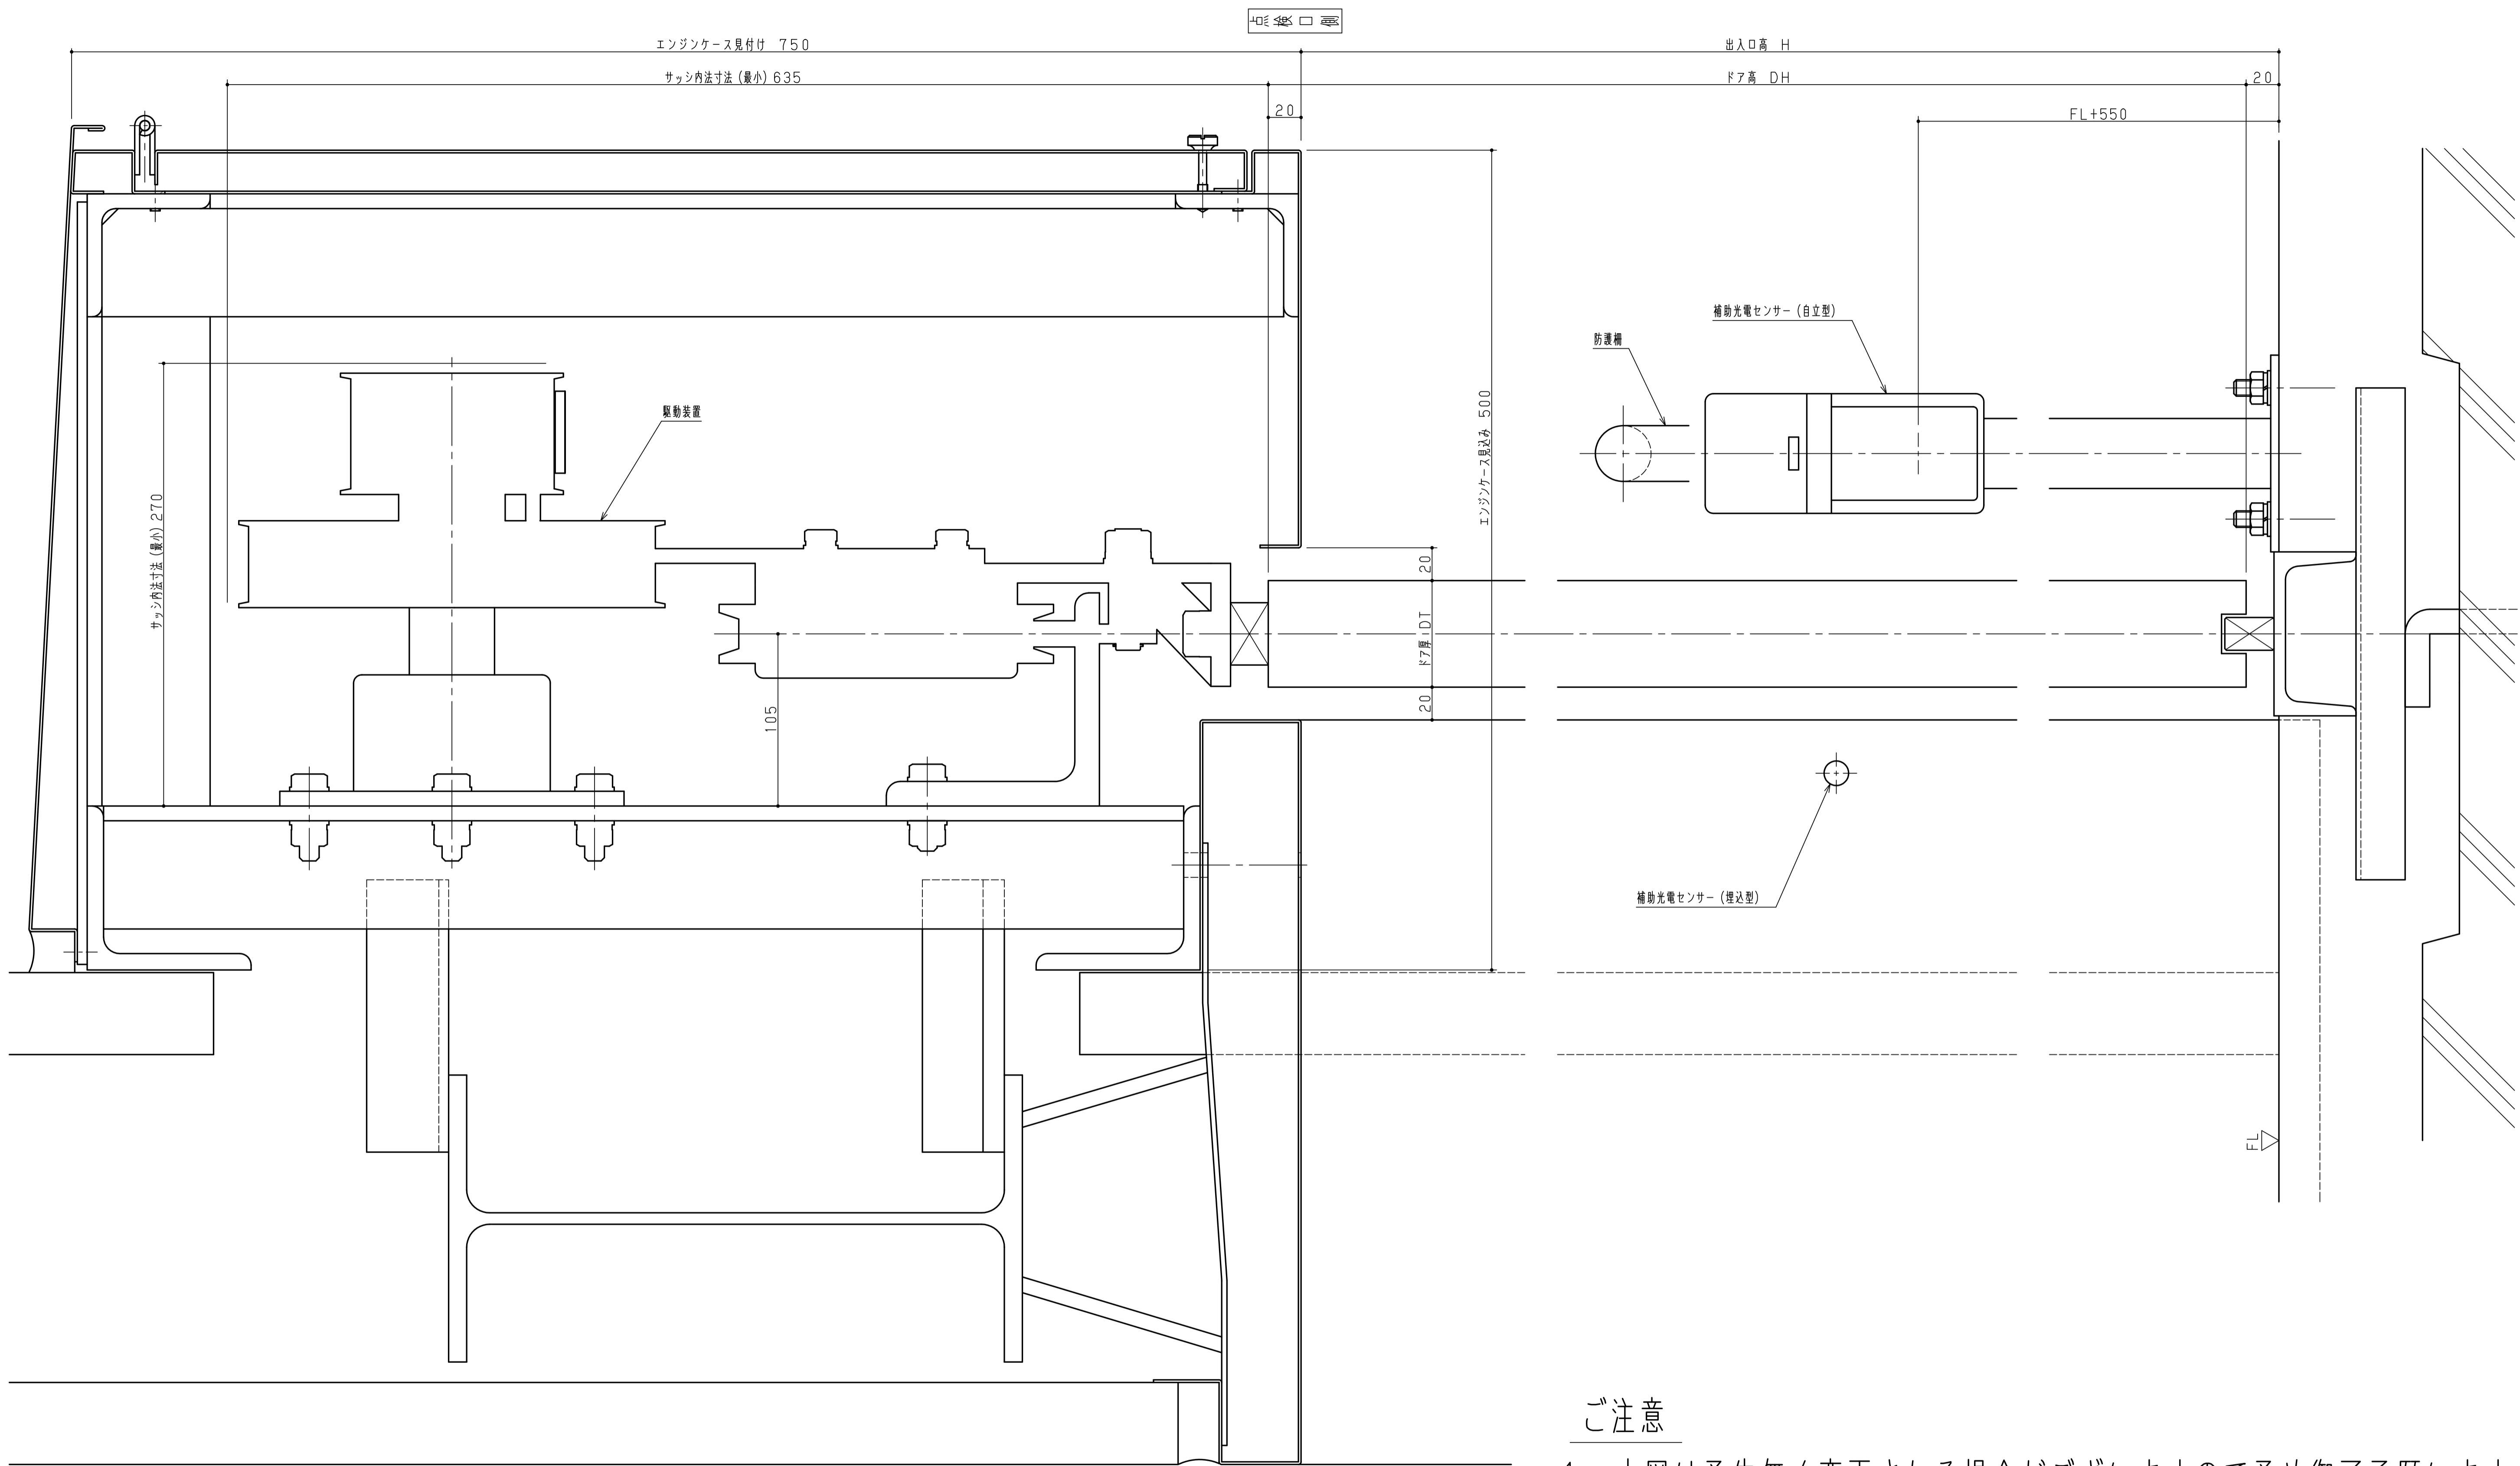 点検口側
エンジンケース見付け 750
出入口高 H
サッシ内法寸法(最小)635
ドア高 DH
20
20
FL+550
補助光電センサー(自立型)
防護柵
駆動装置
エンジンケース見込み 500
サッシ内法寸法(最小)270
20
ドア厚 DT
20
105
補助光電センサー(埋込型)
FL
ご注意